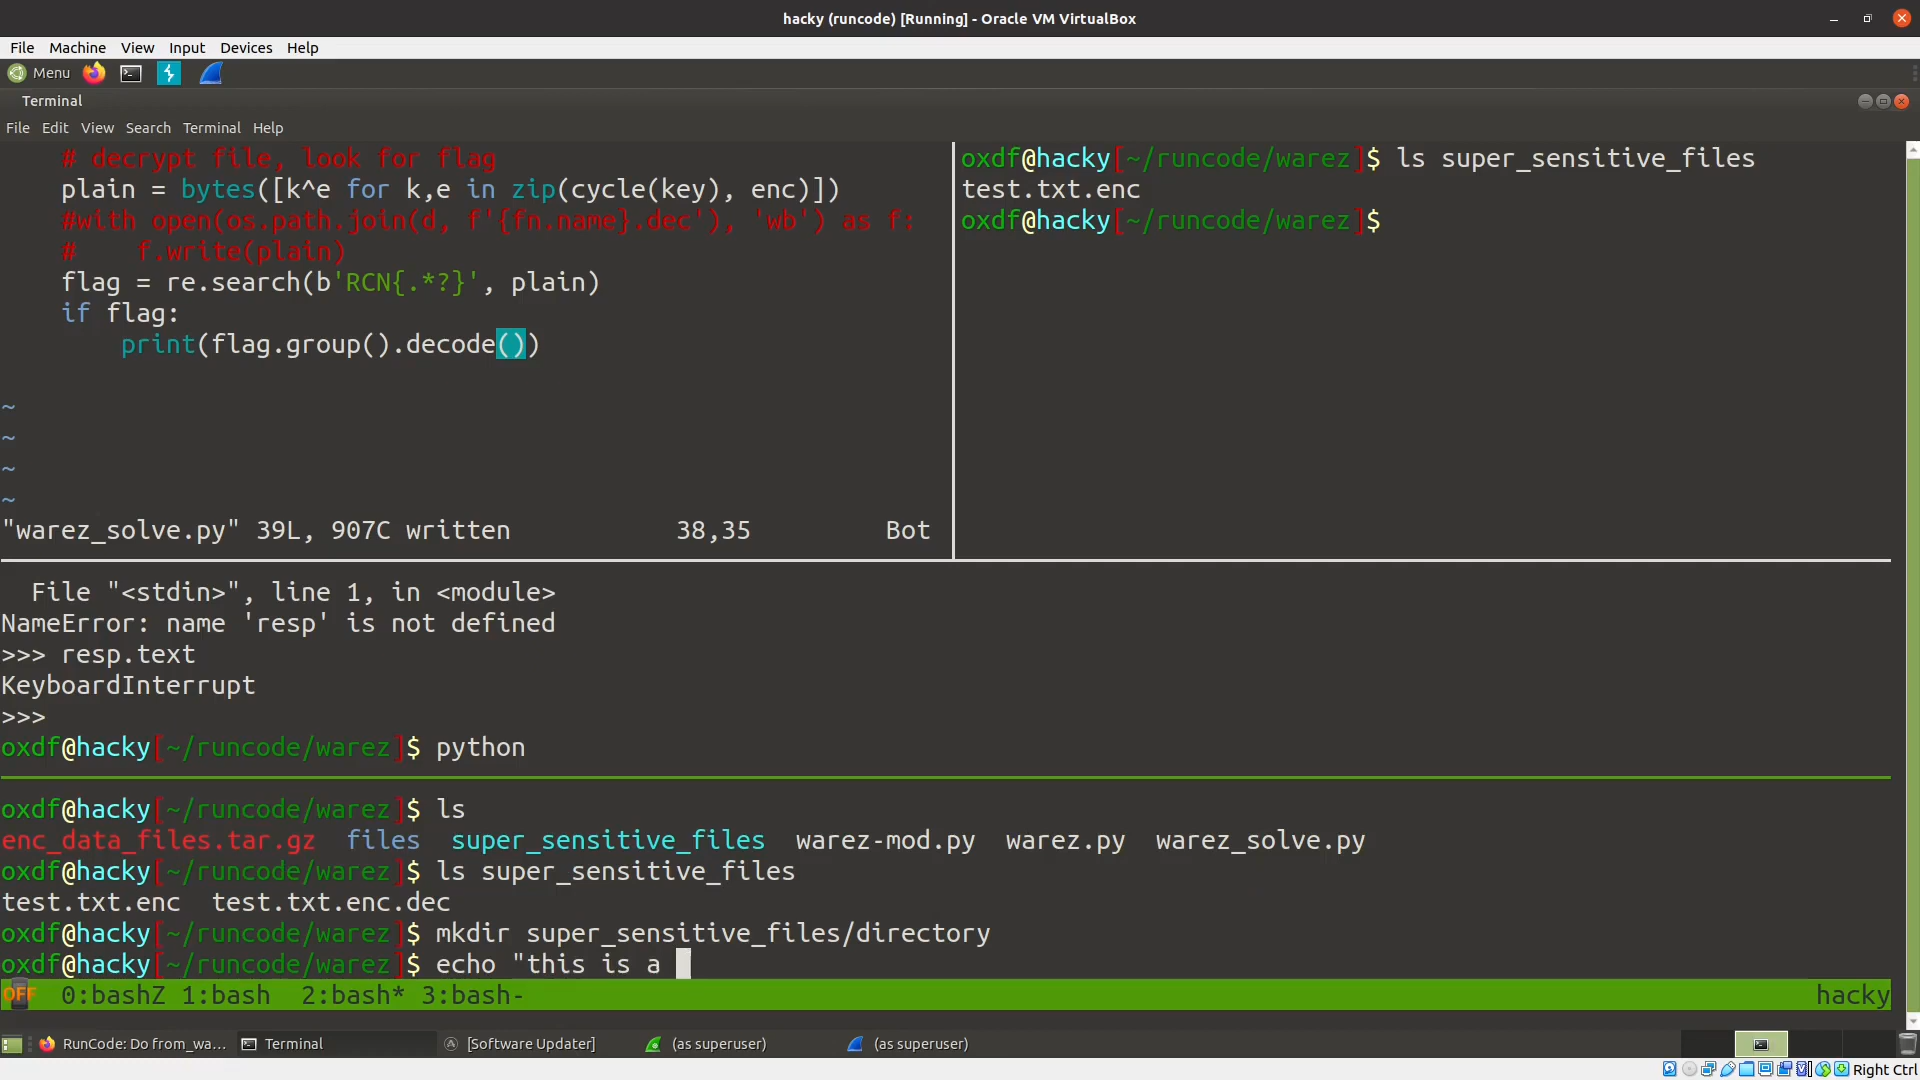 hacky (runcode) [Running] - Oracle VM VirtualBox
File Machine View Input Devices Help
Menu
Terminal
File Edit View Search Terminal Help
    # decrypt file, look for flag
    plain = bytes([k^e for k,e in zip(cycle(key), enc)])
    #with open(os.path.join(d, f'{fn.name}.dec'), 'wb') as f:
    #    f.write(plain)
    flag = re.search(b'RCN{.*?}', plain)
    if flag:
        print(flag.group().decode())
~
~
~
~
"warez_solve.py" 39L, 907C written 38,35 Bot
oxdf@hacky[~/runcode/warez]$ ls super_sensitive_files
test.txt.enc
oxdf@hacky[~/runcode/warez]$
  File "<stdin>", line 1, in <module>
NameError: name 'resp' is not defined
>>> resp.text
KeyboardInterrupt
>>>
oxdf@hacky[~/runcode/warez]$ python
oxdf@hacky[~/runcode/warez]$ ls
enc_data_files.tar.gz  files  super_sensitive_files  warez-mod.py  warez.py  warez_solve.py
oxdf@hacky[~/runcode/warez]$ ls super_sensitive_files
test.txt.enc  test.txt.enc.dec
oxdf@hacky[~/runcode/warez]$ mkdir super_sensitive_files/directory
oxdf@hacky[~/runcode/warez]$ echo "this is a
OFF 0:bashZ 1:bash  2:bash* 3:bash- hacky
RunCode: Do from_wa... Terminal [Software Updater] (as superuser) (as superuser)
Right Ctrl